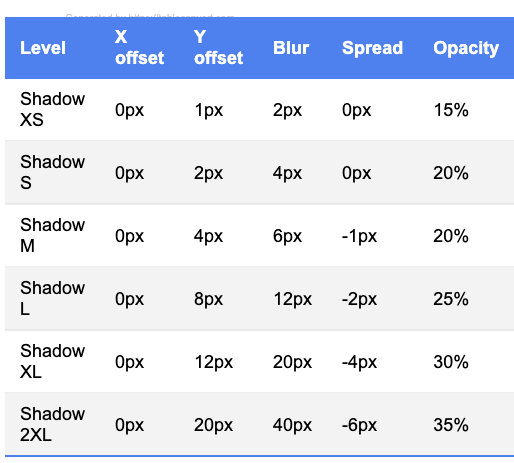 Generated by https://tablesgenerator.com
Level X offset Y offset Blur Spread Opacity
Shadow XS 0px 1px 2px 0px 15%
Shadow S 0px 2px 4px 0px 20%
Shadow M 0px 4px 6px -1px 20%
Shadow L 0px 8px 12px -2px 25%
Shadow XL 0px 12px 20px -4px 30%
Shadow 2XL 0px 20px 40px -6px 35%